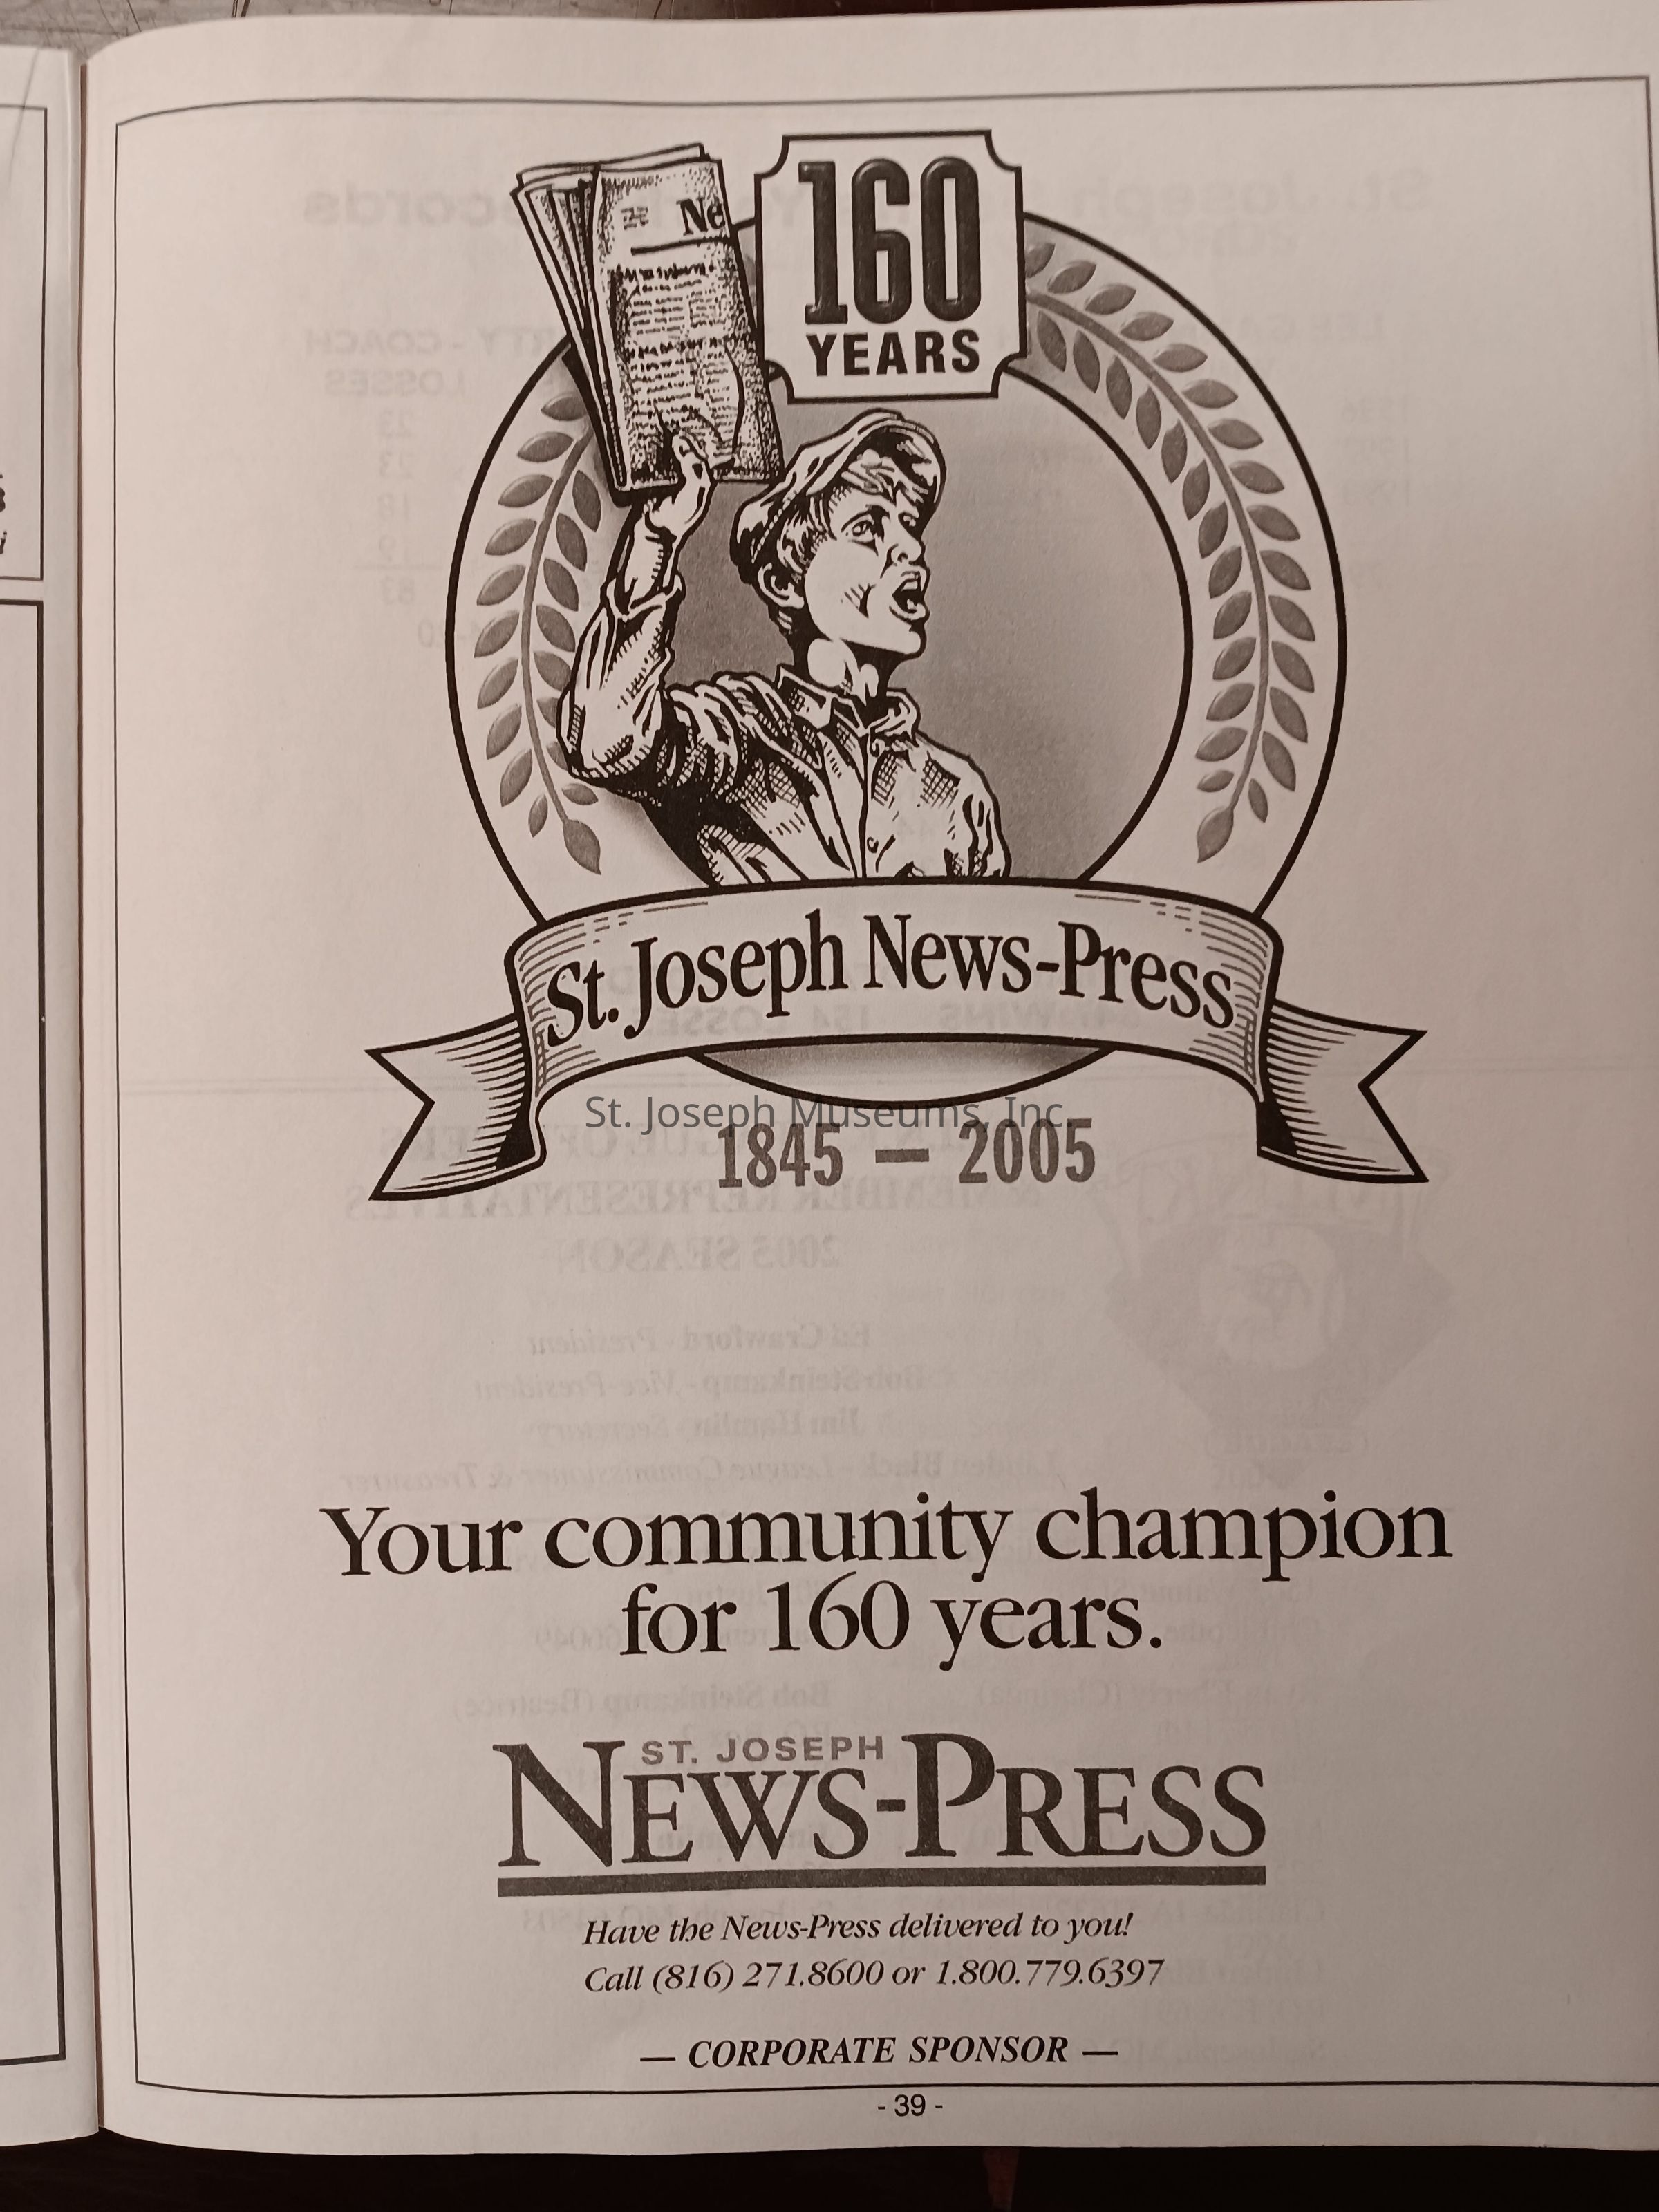 Ne
160
YEARS
St. Joseph News-Press
St. Joseph Museums, Inc.
1845 — 2005
Your community champion
for 160 years.
ST. JOSEPH
NEWS-PRESS
Have the News-Press delivered to you!
Call (816) 271.8600 or 1.800.779.6397
— CORPORATE SPONSOR —
- 39 -